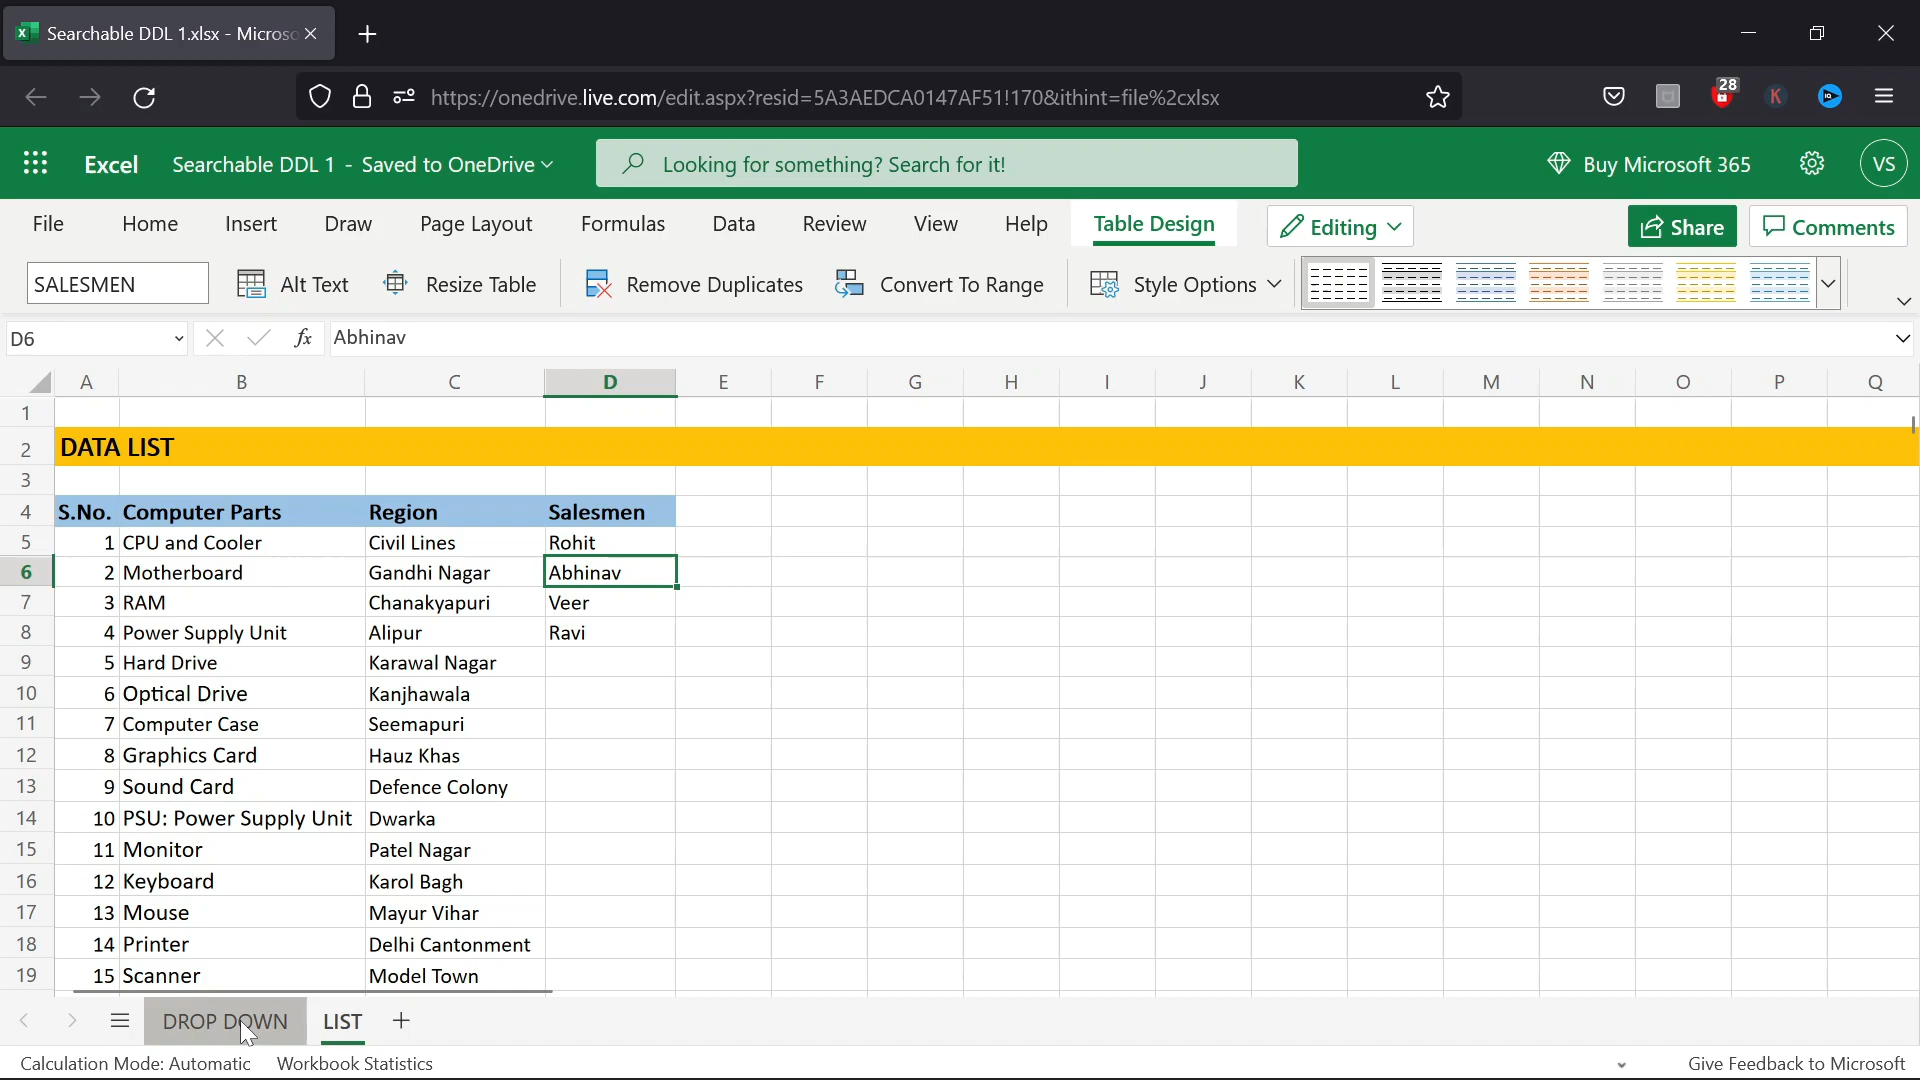 Searchable DDL 1.xlsx - Microso
https://onedrive.live.com/edit.aspx?resid=5A3AEDCA0147AF51!170&ithint=file%2cxlsx
28
K
Excel
Searchable DDL 1 - Saved to OneDrive
Looking for something? Search for it!
Buy Microsoft 365
VS
File Home Insert Draw Page Layout Formulas Data Review View Help Table Design Editing Share Comments
SALESMEN Alt Text Resize Table Remove Duplicates Convert To Range Style Options
D6 fx Abhinav
A B C D E F G H I J K L M N O P Q
1
2 DATA LIST
3
4 S.No. Computer Parts Region Salesmen
5 1 CPU and Cooler Civil Lines Rohit
6 2 Motherboard Gandhi Nagar Abhinav
7 3 RAM Chanakyapuri Veer
8 4 Power Supply Unit Alipur Ravi
9 5 Hard Drive Karawal Nagar
10 6 Optical Drive Kanjhawala
11 7 Computer Case Seemapuri
12 8 Graphics Card Hauz Khas
13 9 Sound Card Defence Colony
14 10 PSU: Power Supply Unit Dwarka
15 11 Monitor Patel Nagar
16 12 Keyboard Karol Bagh
17 13 Mouse Mayur Vihar
18 14 Printer Delhi Cantonment
19 15 Scanner Model Town
DROP DOWN LIST
Calculation Mode: Automatic Workbook Statistics Give Feedback to Microsoft